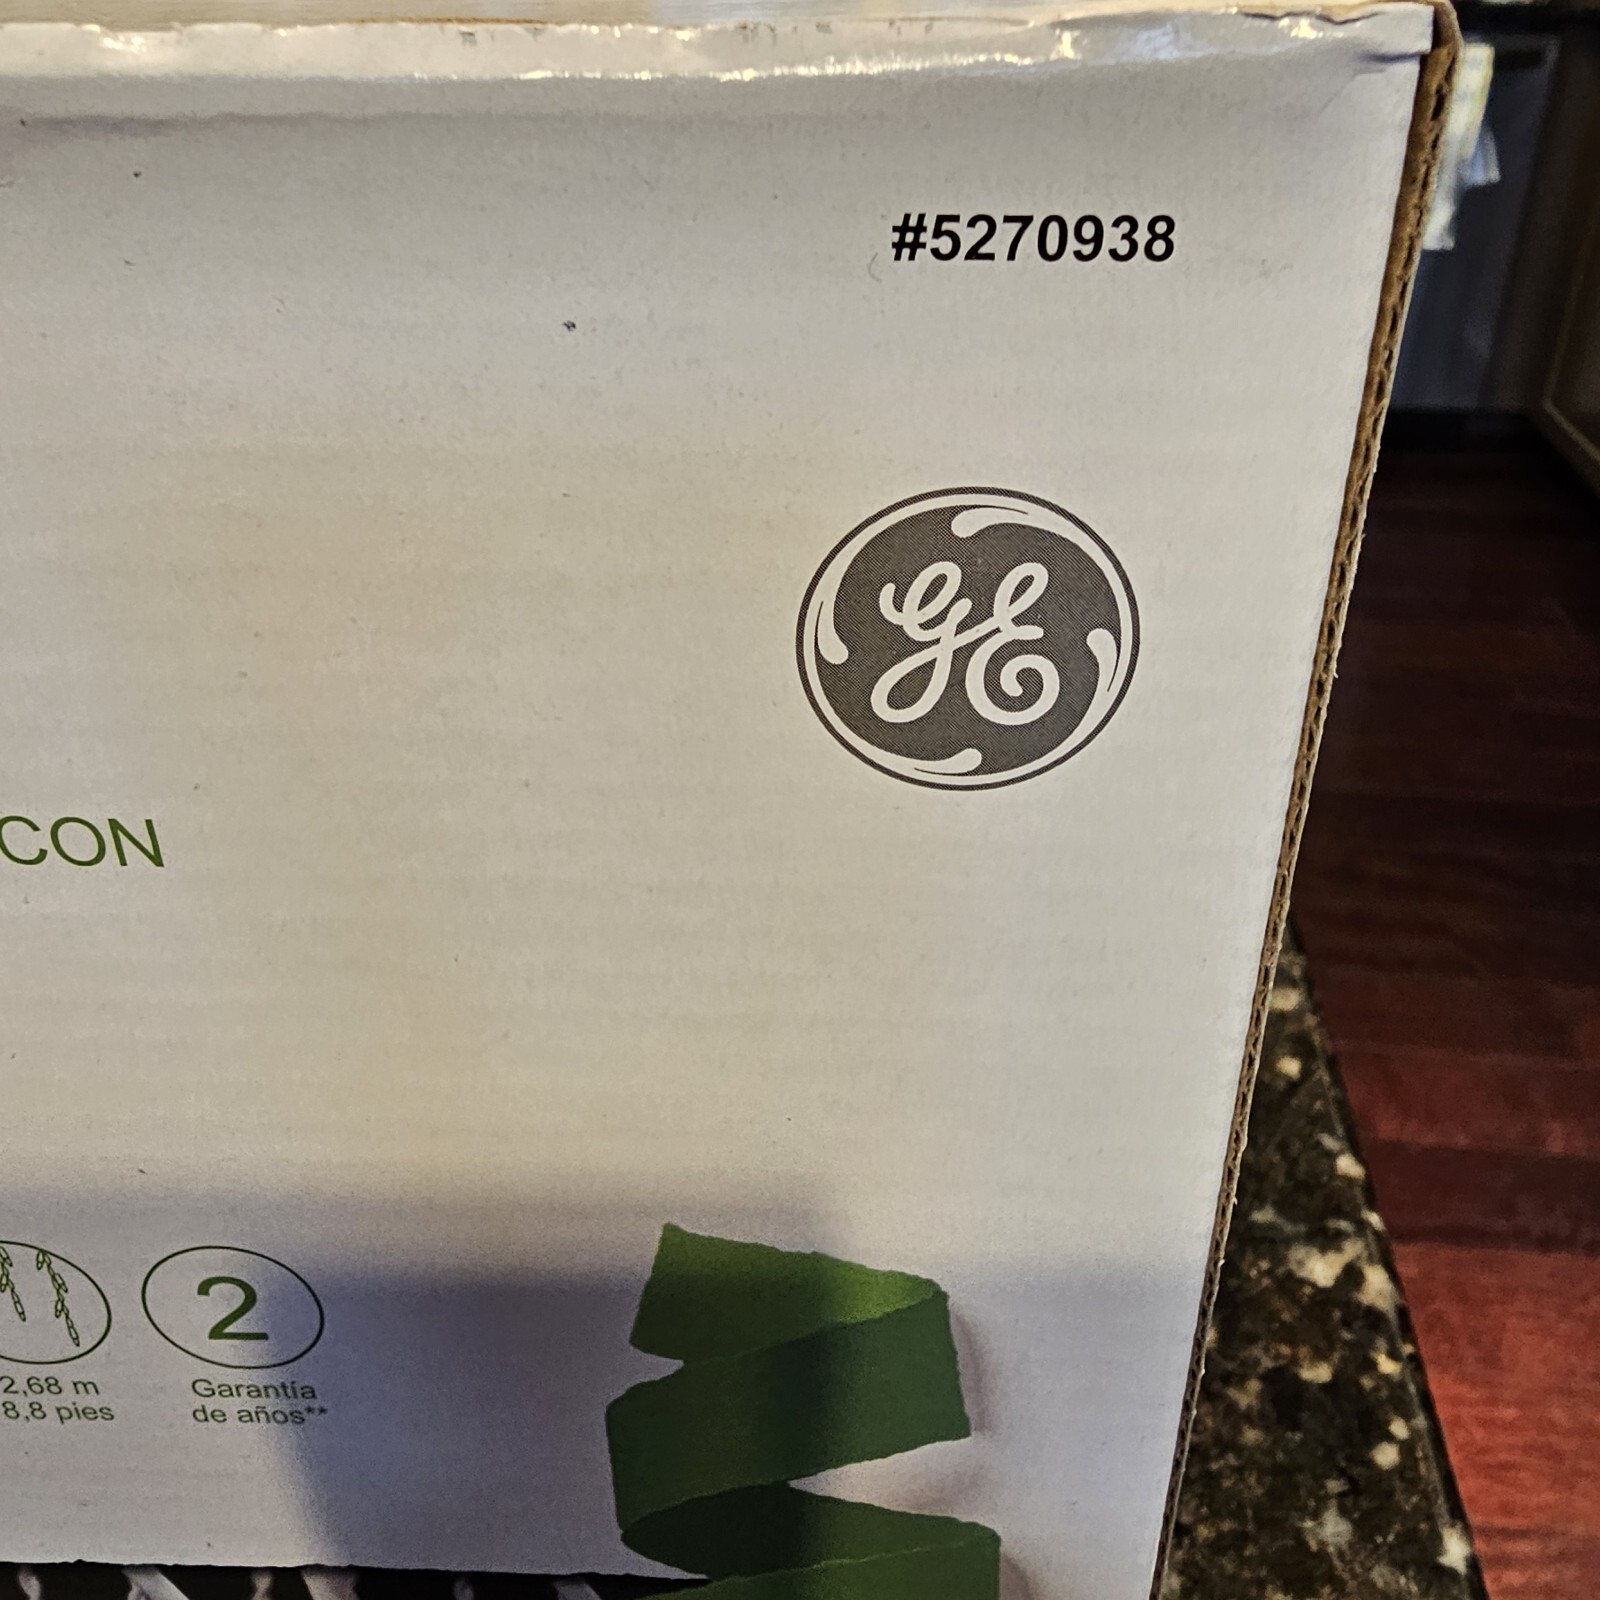 #5270938
GE
CON
2
2,68 m
8,8 pies
Garantía
de años**